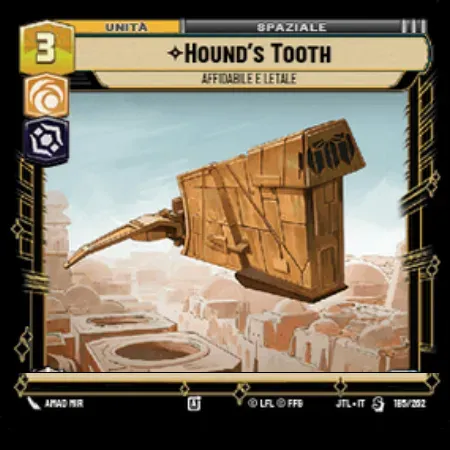 3
UNITÀ
SPAZIALE
HOUND'S TOOTH
AFFIDABILE E LETALE
AMAD MIR
Ⓒ LFL Ⓒ FFG
JTL • IT
185/262